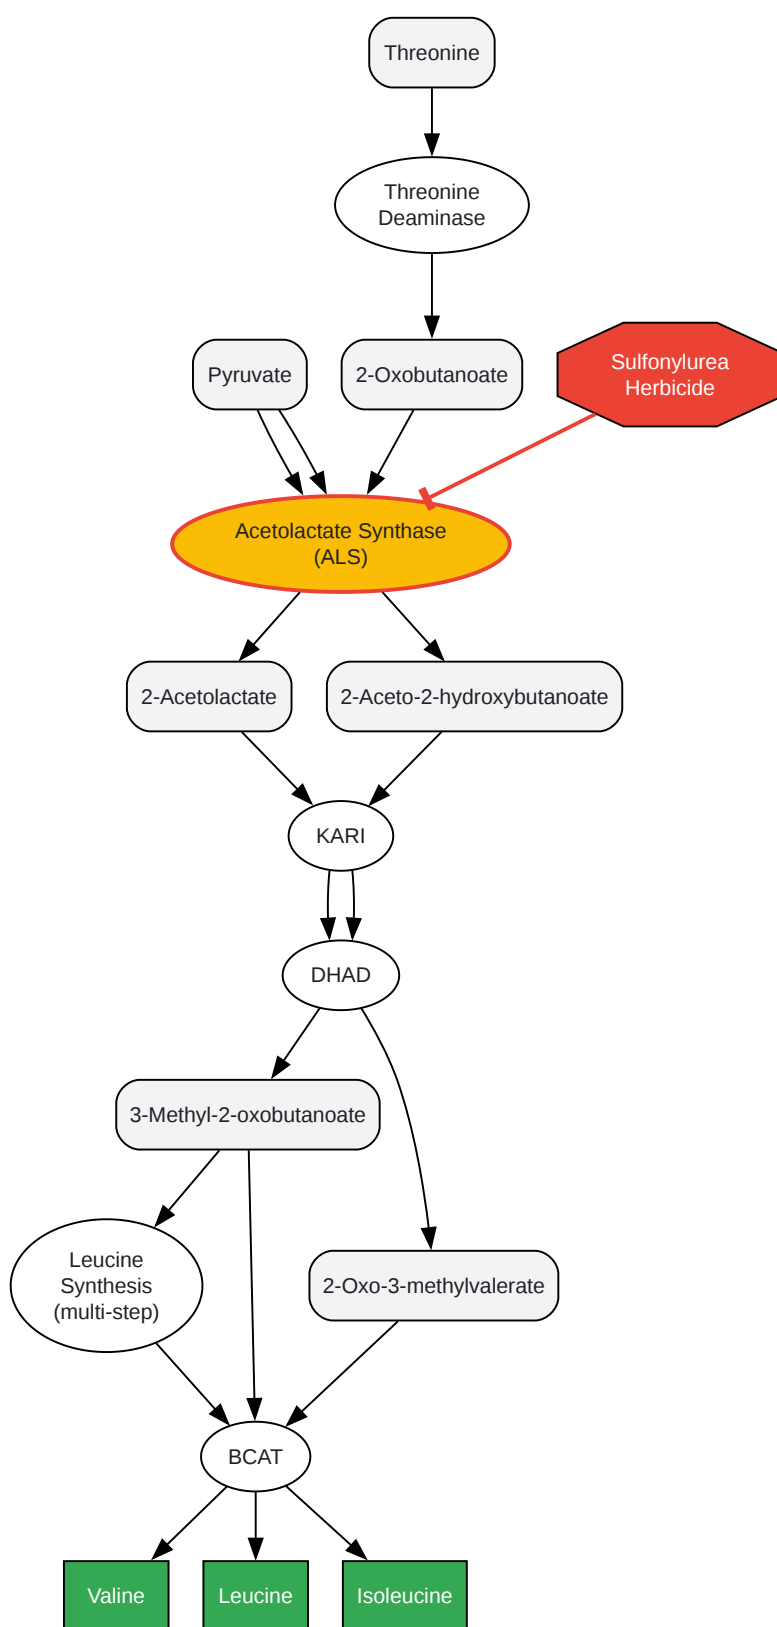 Threonine
Threonine
Deaminase
Pyruvate
2-Oxobutanoate
Sulfonylurea
Herbicide
Acetolactate Synthase
(ALS)
2-Acetolactate
2-Aceto-2-hydroxybutanoate
KARI
DHAD
3-Methyl-2-oxobutanoate
Leucine
Synthesis
(multi-step)
2-Oxo-3-methylvalerate
BCAT
Valine
Leucine
Isoleucine